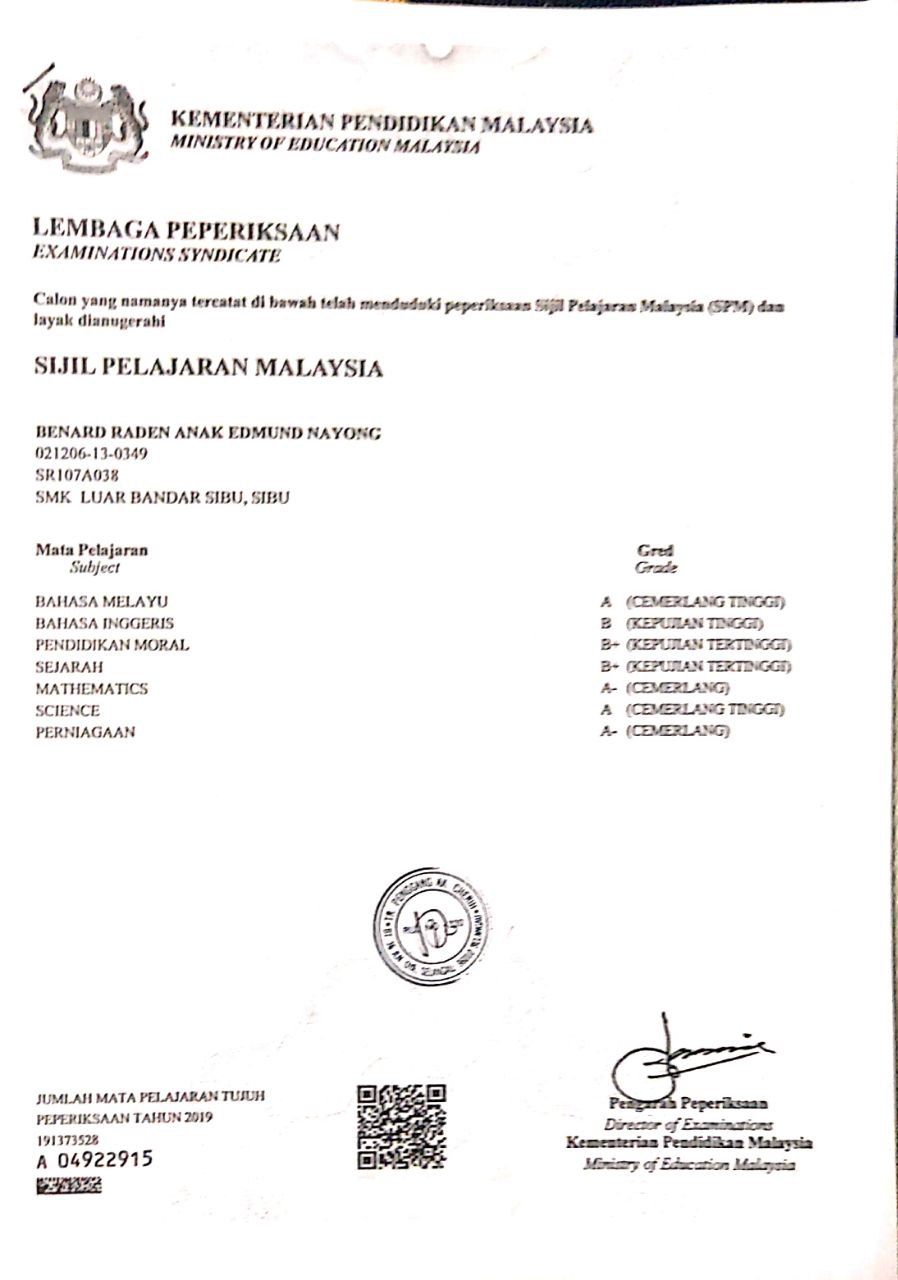 KEMENTERIAN PENDIDIKAN MALAYSIA
MINISTRY OF EDUCATION MALAYSIA
LEMBAGA PEPERIKSAAN
EXAMINATIONS SYNDICATE
Calon yang namanya tercatat di bawah telah menduduki peperiksaan Sijil Pelajaran Malaysia (SPM) dan
layak dianugerahi
SIJIL PELAJARAN MALAYSIA
BENARD RADEN ANAK EDMUND NAYONG
021206-13-0349
SR107A038
SMK LUAR BANDAR SIBU, SIBU
Mata Pelajaran Gred
Subject Grade
BAHASA MELAYU A (CEMERLANG TINGGI)
BAHASA INGGERIS B (KEPUJIAN TINGGI)
PENDIDIKAN MORAL B+ (KEPUJIAN TERTINGGI)
SEJARAH B+ (KEPUJIAN TERTINGGI)
MATHEMATICS A- (CEMERLANG)
SCIENCE A (CEMERLANG TINGGI)
PERNIAGAAN A- (CEMERLANG)
JUMLAH MATA PELAJARAN TUJUH
PEPERIKSAAN TAHUN 2019
191373528
A 04922915
Pengarah Peperiksaan
Director of Examinations
Kementerian Pendidikan Malaysia
Ministry of Education Malaysia